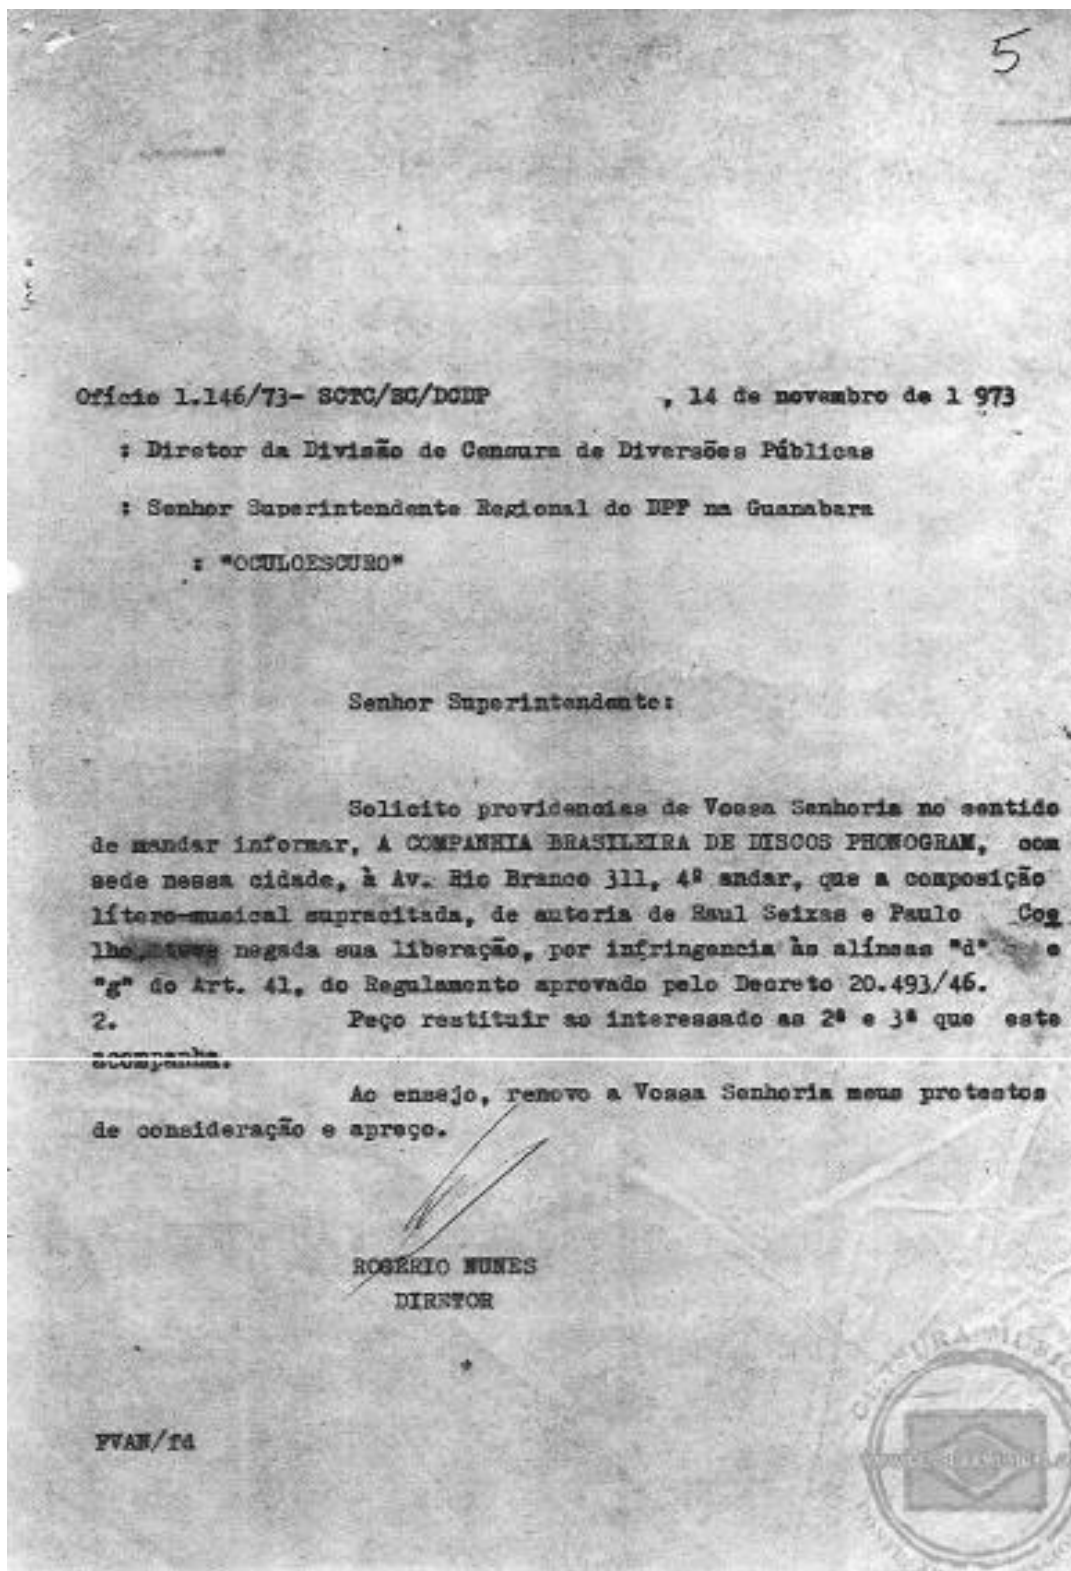 5
Ofício 1.146/73- SCTC/SC/DCDP , 14 de novembro de 1 973
: Diretor da Divisão de Censura de Diversões Públicas
: Senhor Superintendente Regional do DPF na Guanabara
: "OCULOESCURO"
Senhor Superintendente:
Solicito providencias de Vossa Senhoria no sentido
de mandar informar, A COMPANHIA BRASILEIRA DE DISCOS PHONOGRAM, com
sede nessa cidade, à Av. Rio Branco 311, 4º andar, que a composição
lítero-musical supracitada, de autoria de Raul Seixas e Paulo Coe
lho, teve negada sua liberação, por infringencia às alíneas "d" e
"g" do Art. 41, do Regulamento aprovado pelo Decreto 20.493/46.
2. Peço restituir ao interessado as 2ª e 3ª que este
acompanha.
Ao ensejo, renovo a Vossa Senhoria meus protestos
de consideração e apreço.
ROGÉRIO NUNES
DIRETOR
*
FVAN/fd